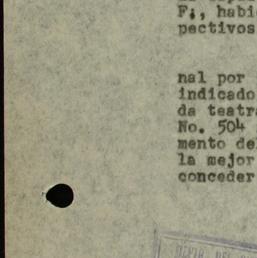 F;, habi
pectivos
nal por
indicado
da teatr
No. 504
mento de
la mejor
conceder